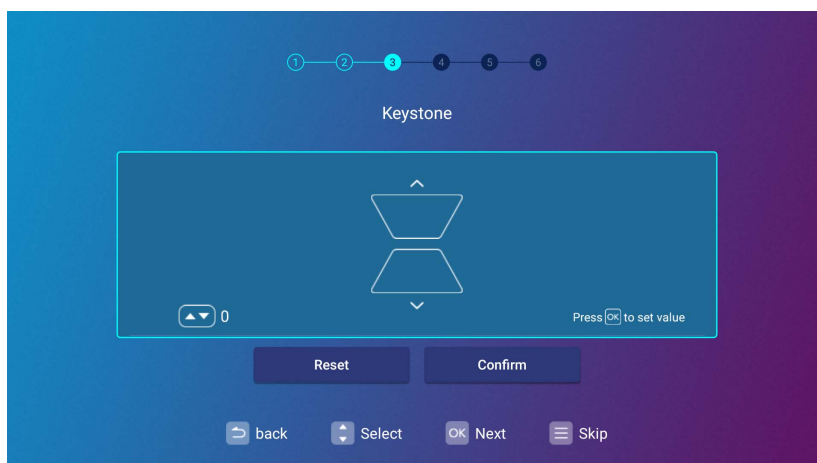 1 2 3 4 5 6
Keystone
0
Press OK to set value
Reset Confirm
back Select OK Next Skip